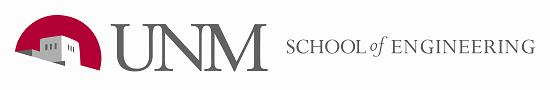 UNM SCHOOL of ENGINEERING